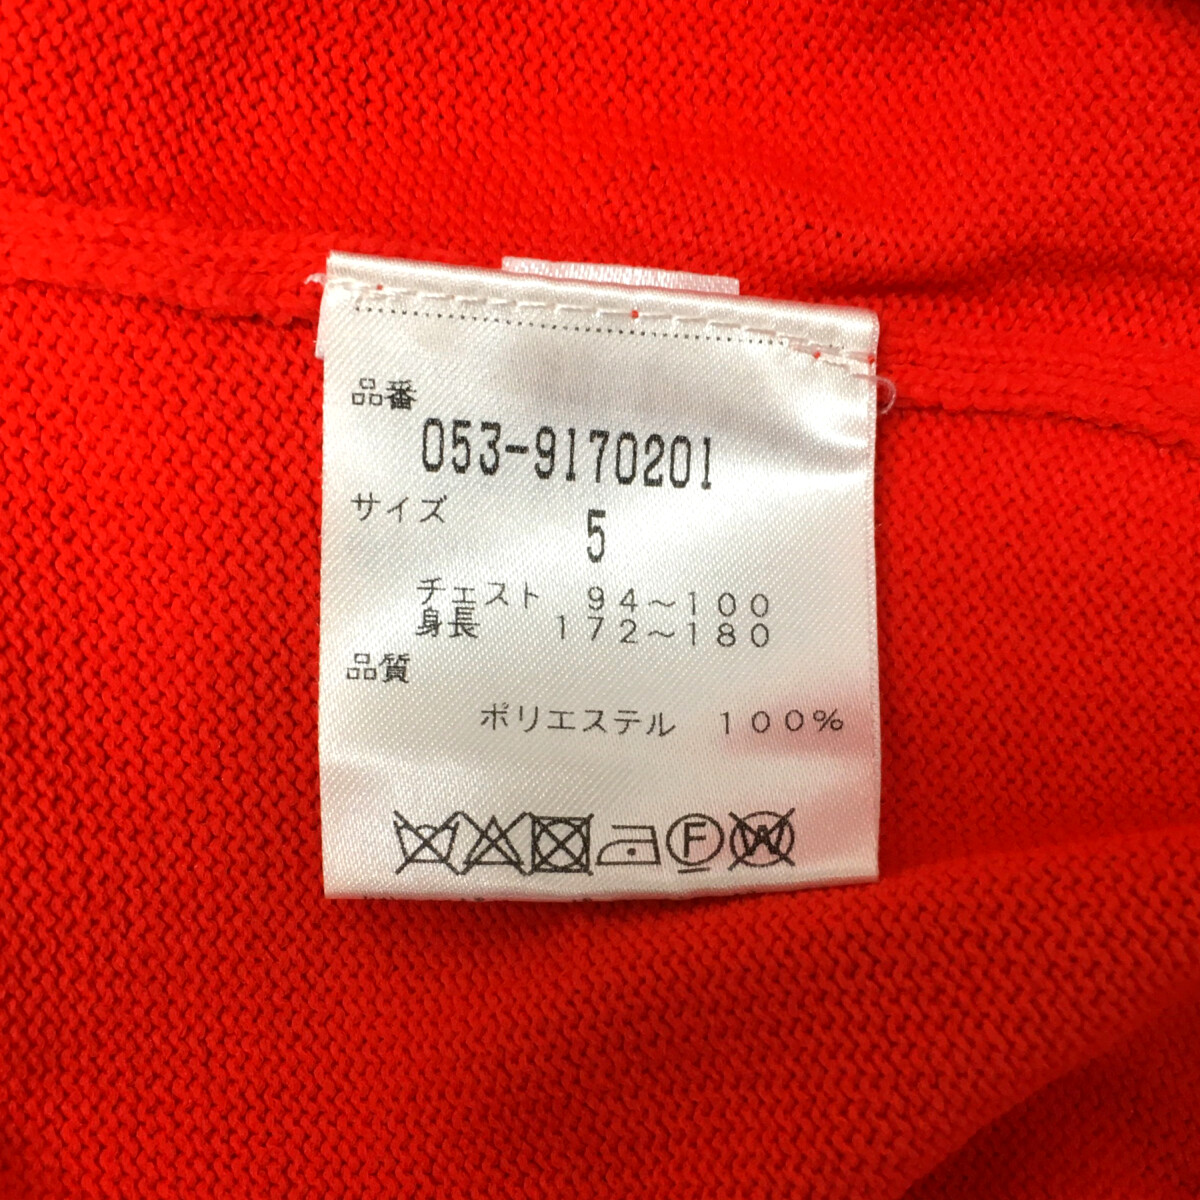 品番
053-9170201
サイズ 5
チェスト 94~100
身長 172~180
品質
ポリエステル 100%
F W